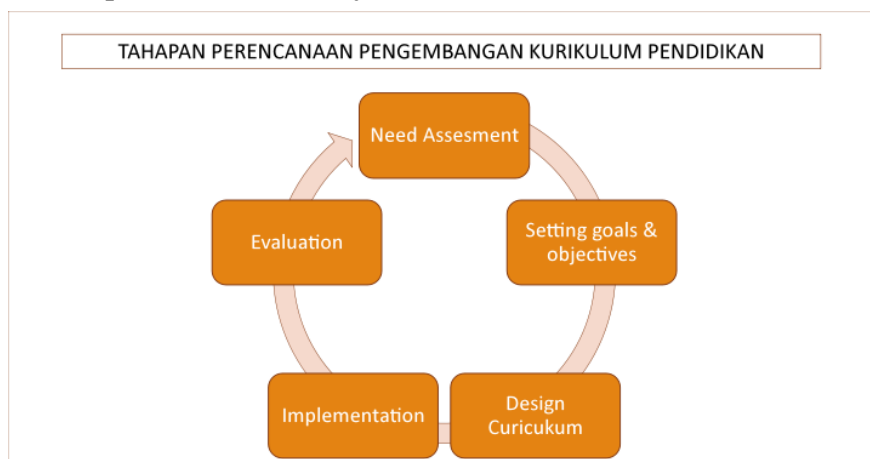 TAHAPAN PERENCANAAN PENGEMBANGAN KURIKULUM PENDIDIKAN
Need Assesment
Setting goals &
objectives
Design
Curicukum
Implementation
Evaluation